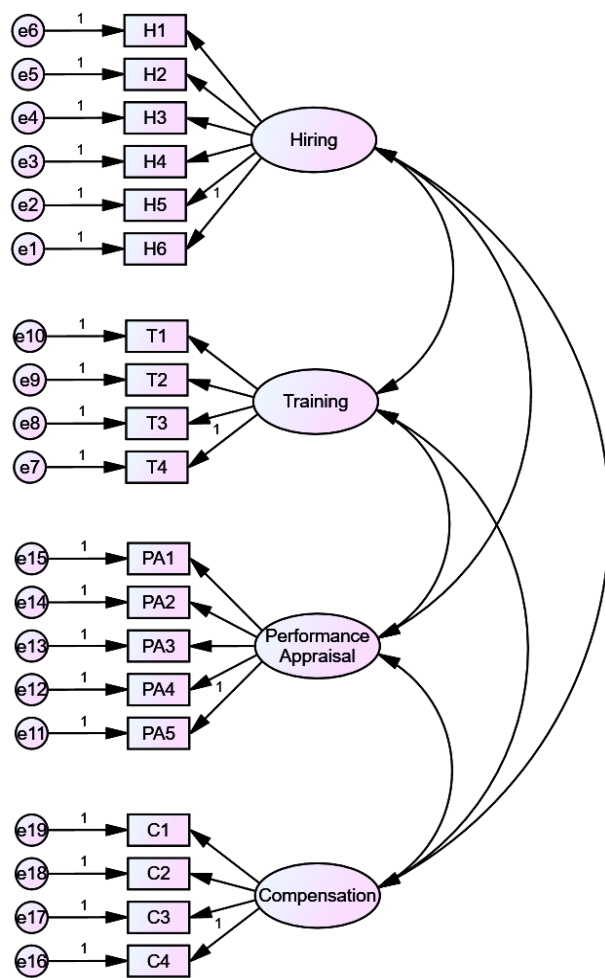 e6 1 H1
e5 1 H2
e4 1 H3
Hiring
e3 1 H4
e2 1 H5 1
e1 1 H6
e10 1 T1
e9 1 T2
Training
e8 1 T3 1
e7 1 T4
e15 1 PA1
e14 1 PA2
e13 1 PA3
Performance
Appraisal
e12 1 PA4 1
e11 1 PA5
e19 1 C1
e18 1 C2
Compensation
e17 1 C3 1
e16 1 C4